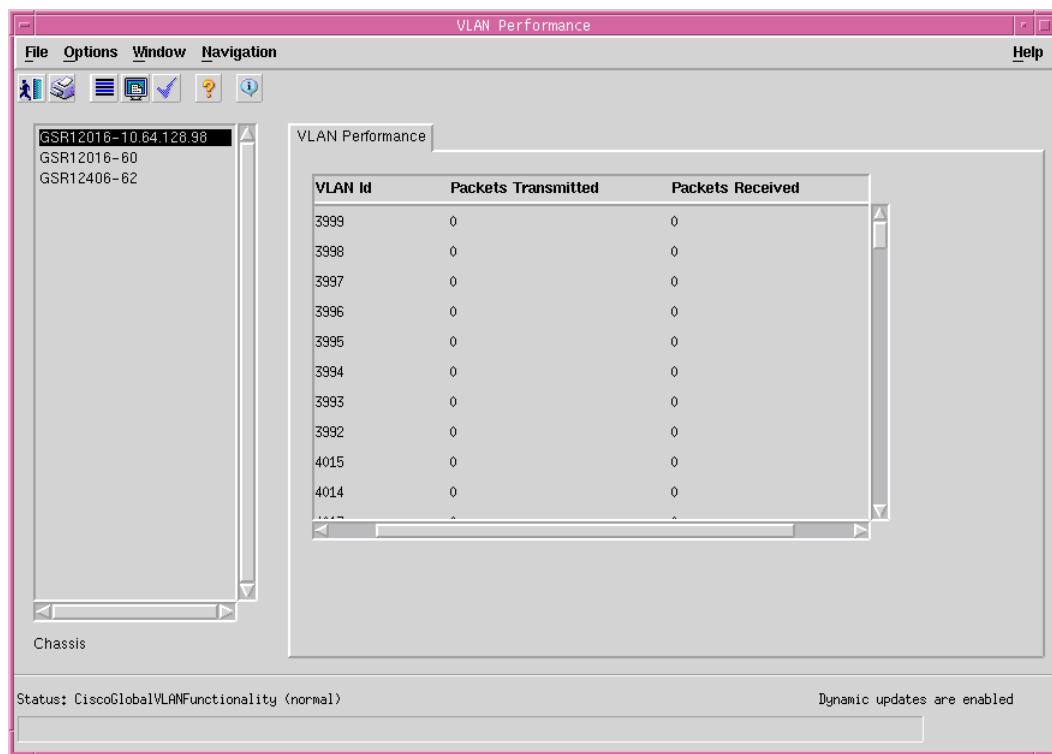 VLAN Performance
File Options Window Navigation Help
GSR12016-10.64.128.98
GSR12016-60
GSR12406-62
Chassis
VLAN Performance
VLAN Id Packets Transmitted Packets Received
3999 0 0
3998 0 0
3997 0 0
3996 0 0
3995 0 0
3994 0 0
3993 0 0
3992 0 0
4015 0 0
4014 0 0
Status: CiscoGlobalVLANFunctionality (normal) Dynamic updates are enabled